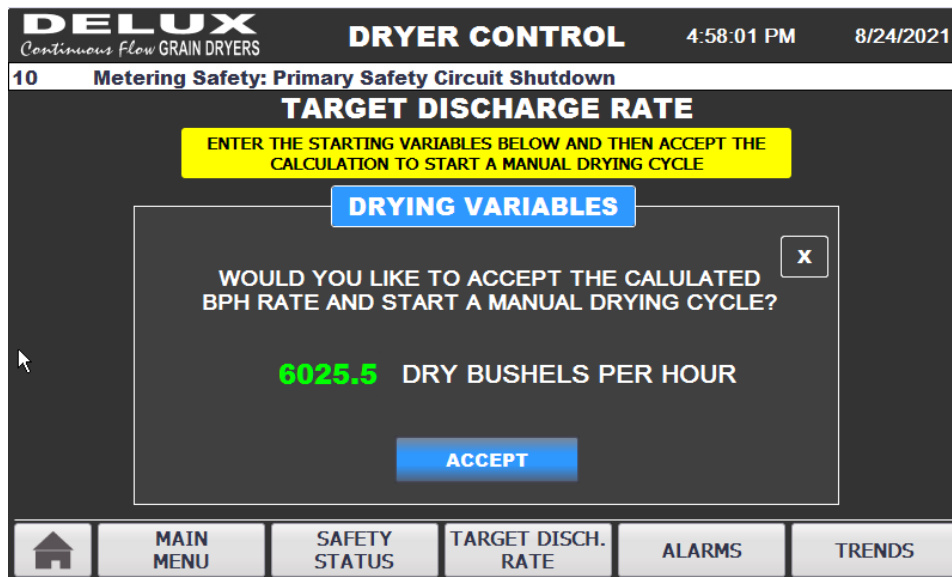 DELUX
Continuous Flow GRAIN DRYERS
DRYER CONTROL
4:58:01 PM
8/24/2021
10 Metering Safety: Primary Safety Circuit Shutdown
TARGET DISCHARGE RATE
ENTER THE STARTING VARIABLES BELOW AND THEN ACCEPT THE
CALCULATION TO START A MANUAL DRYING CYCLE
DRYING VARIABLES
X
WOULD YOU LIKE TO ACCEPT THE CALULATED
BPH RATE AND START A MANUAL DRYING CYCLE?
6025.5 DRY BUSHELS PER HOUR
ACCEPT
MAIN
MENU
SAFETY
STATUS
TARGET DISCH.
RATE
ALARMS
TRENDS